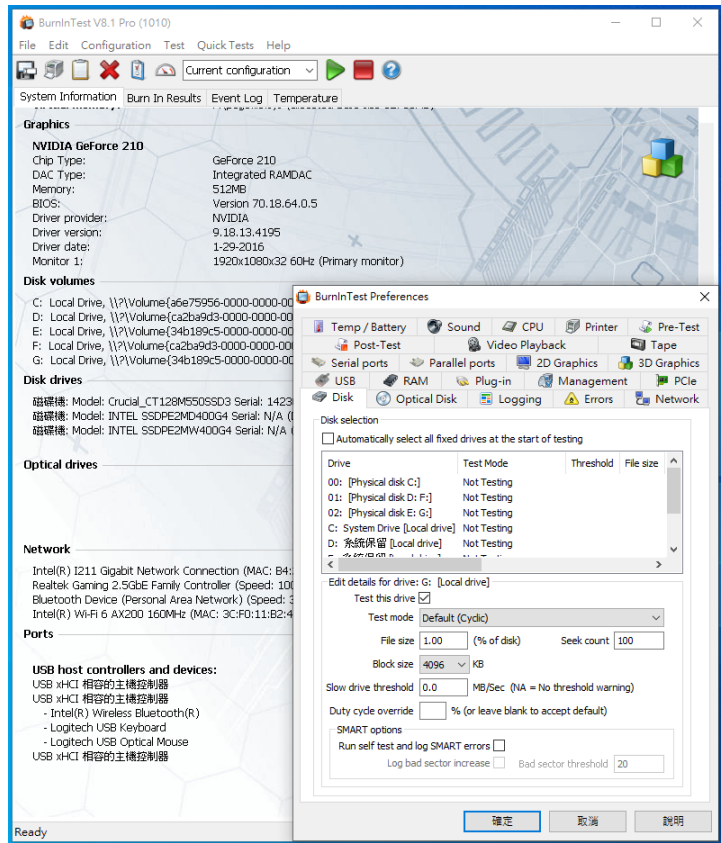 BurnInTest V8.1 Pro (1010)
File Edit Configuration Test Quick Tests Help
Current configuration
System Information Burn In Results Event Log Temperature
Graphics
NVIDIA GeForce 210
Chip Type: GeForce 210
DAC Type: Integrated RAMDAC
Memory: 512MB
BIOS: Version 70.18.64.0.5
Driver provider: NVIDIA
Driver version: 9.18.13.4195
Driver date: 1-29-2016
Monitor 1: 1920x1080x32 60Hz (Primary monitor)
Disk volumes
C: Local Drive, \\?\Volume{a6e75956-0000-0000-00
D: Local Drive, \\?\Volume{ca2ba9d3-0000-0000-00
E: Local Drive, \\?\Volume{34b189c5-0000-0000-00
F: Local Drive, \\?\Volume{ca2ba9d3-0000-0000-00
G: Local Drive, \\?\Volume{34b189c5-0000-0000-00
Disk drives
磁碟機: Model: Crucial_CT128M550SSD3 Serial: 1423
磁碟機: Model: INTEL SSDPE2MD400G4 Serial: N/A (
磁碟機: Model: INTEL SSDPE2MW400G4 Serial: N/A (
Optical drives
Network
Intel(R) I211 Gigabit Network Connection (MAC: B4:
Realtek Gaming 2.5GbE Family Controller (Speed: 100
Bluetooth Device (Personal Area Network) (Speed: 3
Intel(R) Wi-Fi 6 AX200 160MHz (MAC: 3C:F0:11:B2:4
Ports
USB host controllers and devices:
USB xHCI 相容的主機控制器
USB xHCI 相容的主機控制器
- Intel(R) Wireless Bluetooth(R)
- Logitech USB Keyboard
- Logitech USB Optical Mouse
USB xHCI 相容的主機控制器
Ready
BurnInTest Preferences
Temp / Battery Sound CPU Printer Pre-Test
Post-Test Video Playback Tape
Serial ports Parallel ports 2D Graphics 3D Graphics
USB RAM Plug-in Management PCIe
Disk Optical Disk Logging Errors Network
Disk selection
Automatically select all fixed drives at the start of testing
Drive Test Mode Threshold File size
00: [Physical disk C:] Not Testing
01: [Physical disk D: F:] Not Testing
02: [Physical disk E: G:] Not Testing
C: System Drive [Local drive] Not Testing
D: 系統保留 [Local drive] Not Testing
Edit details for drive: G: [Local drive]
Test this drive
Test mode Default (Cyclic)
File size 1.00 (% of disk) Seek count 100
Block size 4096 KB
Slow drive threshold 0.0 MB/Sec (NA = No threshold warning)
Duty cycle override % (or leave blank to accept default)
SMART options
Run self test and log SMART errors
Log bad sector increase Bad sector threshold 20
確定 取消 說明